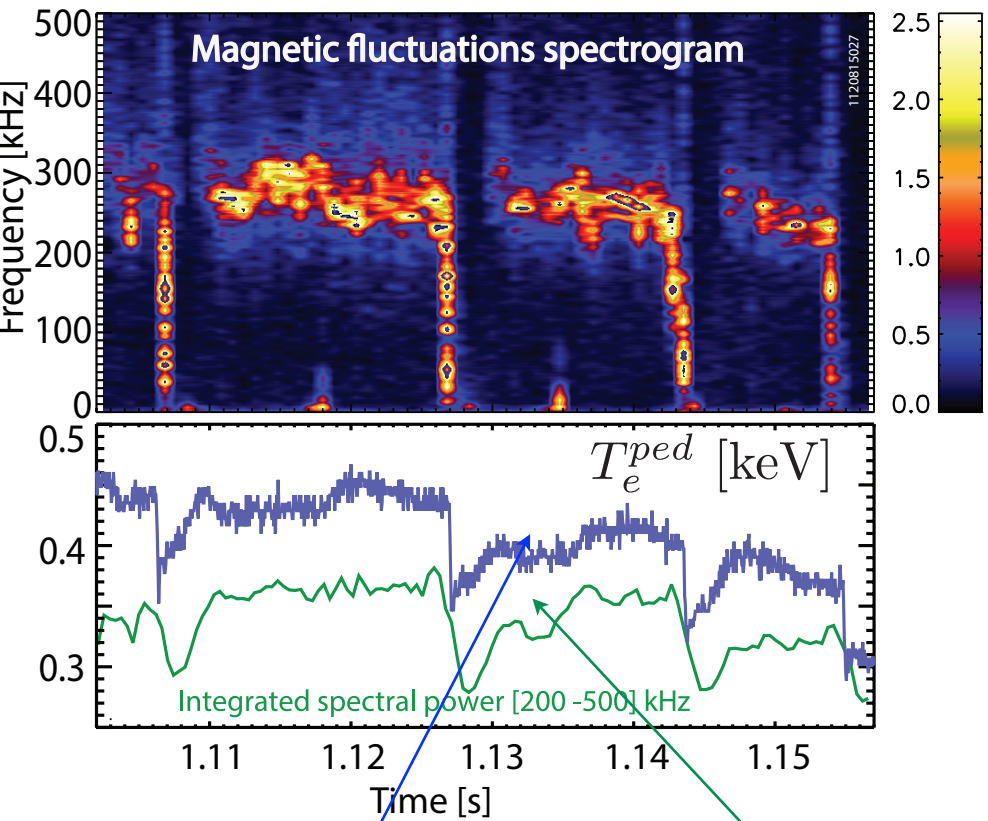 Magnetic fluctuations spectrogram
1120815027
Frequency [kHz]
500
400
300
200
100
0
2.5
2.0
1.5
1.0
0.5
0.0
T_e^{ped} [keV]
0.5
0.4
0.3
Integrated spectral power [200 -500] kHz
1.11 1.12 1.13 1.14 1.15
Time [s]